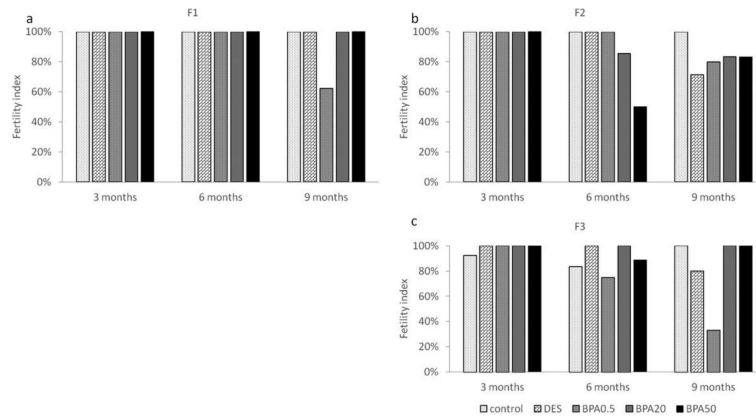 a
F1
100%
80%
60%
40%
20%
0%
Fertility index
3 months 6 months 9 months
b
F2
100%
80%
60%
40%
20%
0%
Fertility index
3 months 6 months 9 months
c
F3
100%
80%
60%
40%
20%
0%
Fetility index
3 months 6 months 9 months
control DES BPA0.5 BPA20 BPA50